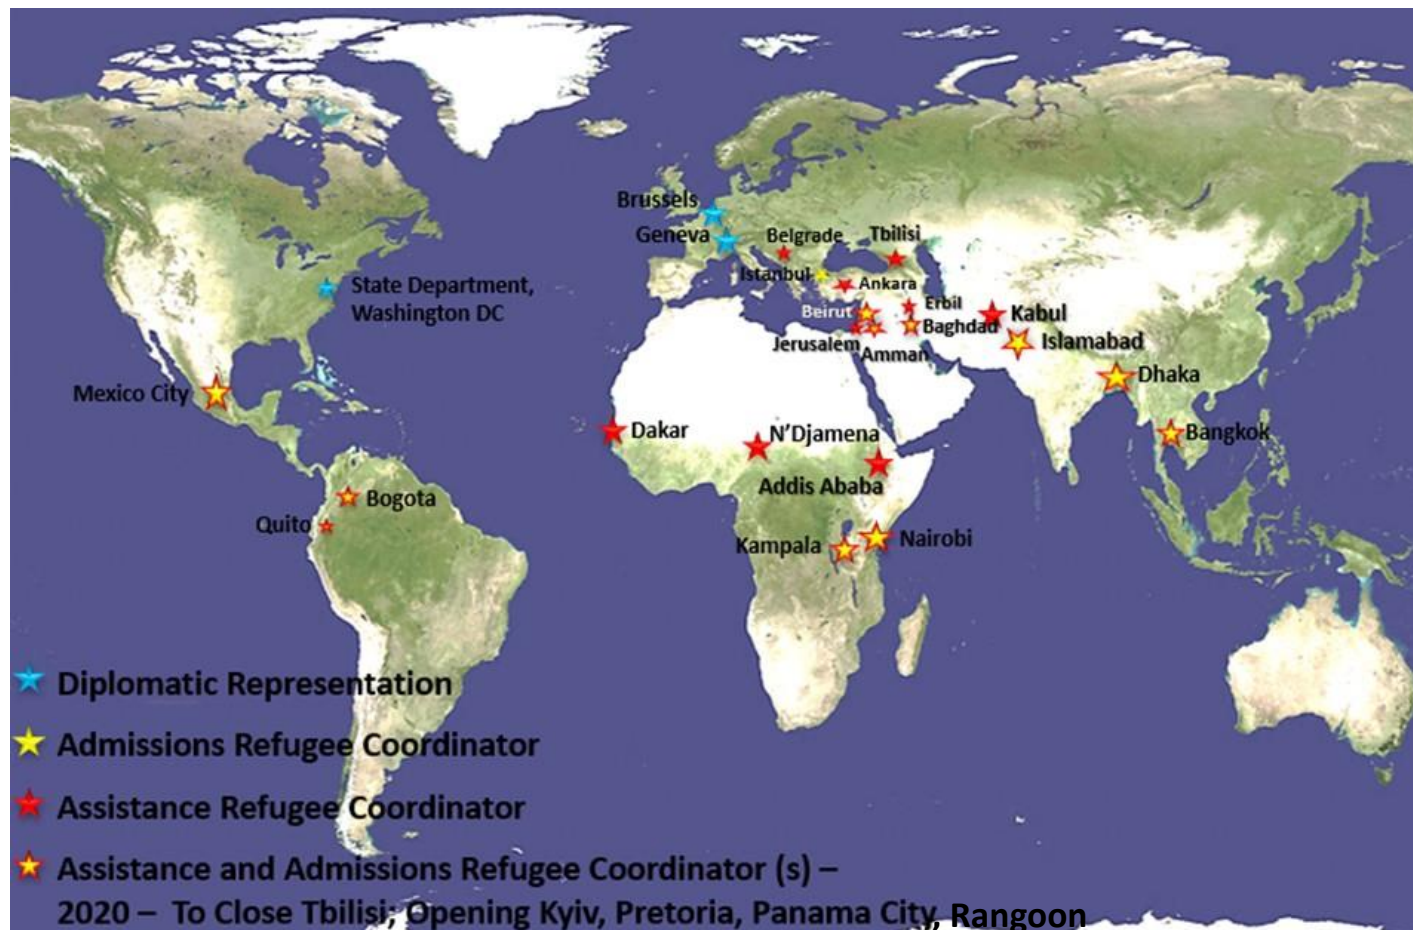 Brussels
Geneva
Belgrade
Tbilisi
Istanbul
Ankara
State Department,
Washington DC
Beirut
Erbil
Kabul
Baghdad
Jerusalem
Amman
Islamabad
Mexico City
Dhaka
Dakar
N'Djamena
Bangkok
Addis Ababa
Bogota
Quito
Kampala
Nairobi
Diplomatic Representation
Admissions Refugee Coordinator
Assistance Refugee Coordinator
Assistance and Admissions Refugee Coordinator (s) –
2020 – To Close Tbilisi; Opening Kyiv, Pretoria, Panama City, Rangoon